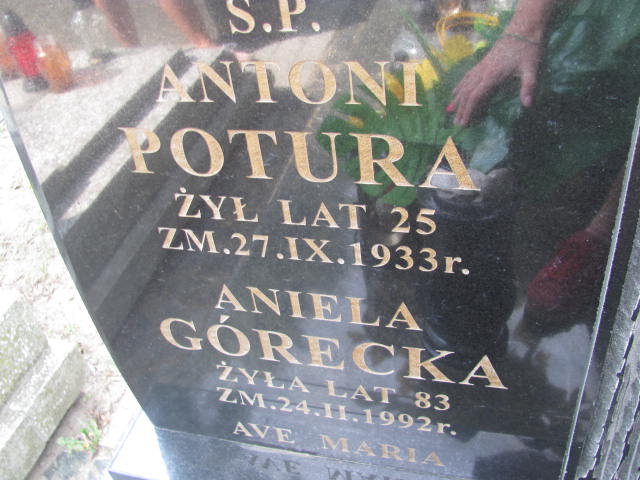 S.P.
ANTONI
POTURA
ŻYŁ LAT 25
ZM.27.IX.1933r.
ANIELA
GÓRECKA
ŻYŁA LAT 83
ZM.24.II.1992r.
AVE MARIA